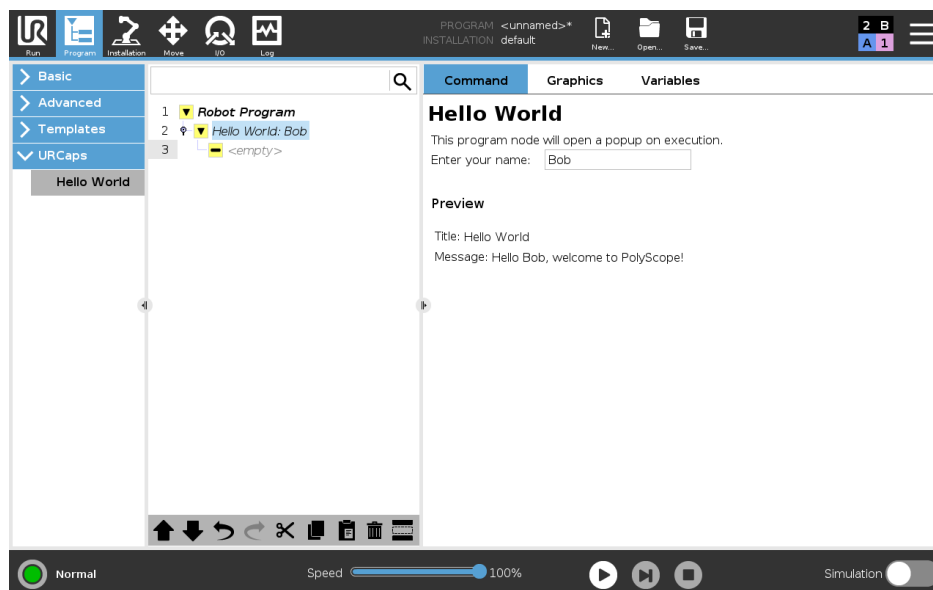 PROGRAM <unnamed>*
INSTALLATION default
UR
Run
Program
Installation
Move
I/O
Log
New...
Open...
Save...
2 B
A 1
Basic
Advanced
Templates
URCaps
Hello World
1 Robot Program
2 Hello World: Bob
3 <empty>
Command Graphics Variables
Hello World
This program node will open a popup on execution.
Enter your name: Bob
Preview
Title: Hello World
Message: Hello Bob, welcome to PolyScope!
Normal
Speed 100%
Simulation